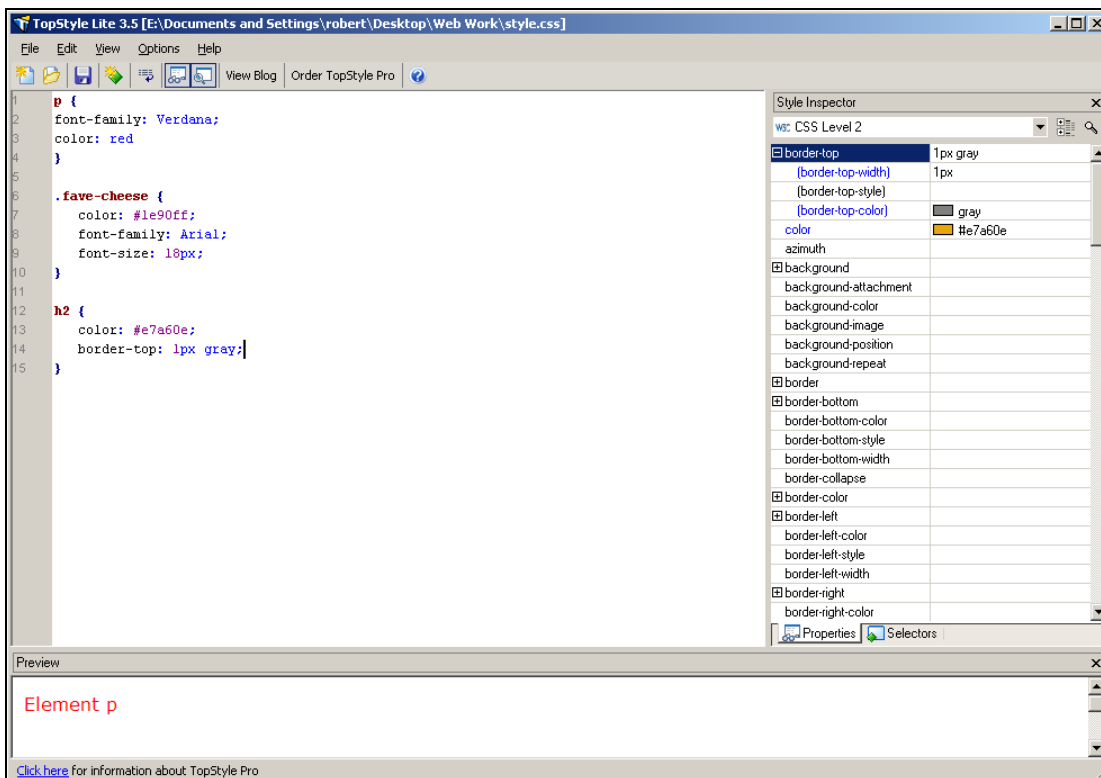 TopStyle Lite 3.5 [E:\Documents and Settings\robert\Desktop\Web Work\style.css]
File Edit View Options Help
View Blog Order TopStyle Pro
1 p {
2 font-family: Verdana;
3 color: red
4 }
5
6 .fave-cheese {
7 color: #1e90ff;
8 font-family: Arial;
9 font-size: 18px;
10 }
11
12 h2 {
13 color: #e7a60e;
14 border-top: 1px gray;
15 }
Style Inspector
W3C CSS Level 2
border-top 1px gray
(border-top-width) 1px
(border-top-style)
(border-top-color) gray
color #e7a60e
azimuth
background
background-attachment
background-color
background-image
background-position
background-repeat
border
border-bottom
border-bottom-color
border-bottom-style
border-bottom-width
border-collapse
border-color
border-left
border-left-color
border-left-style
border-left-width
border-right
border-right-color
Properties Selectors
Preview
Element p
Click here for information about TopStyle Pro